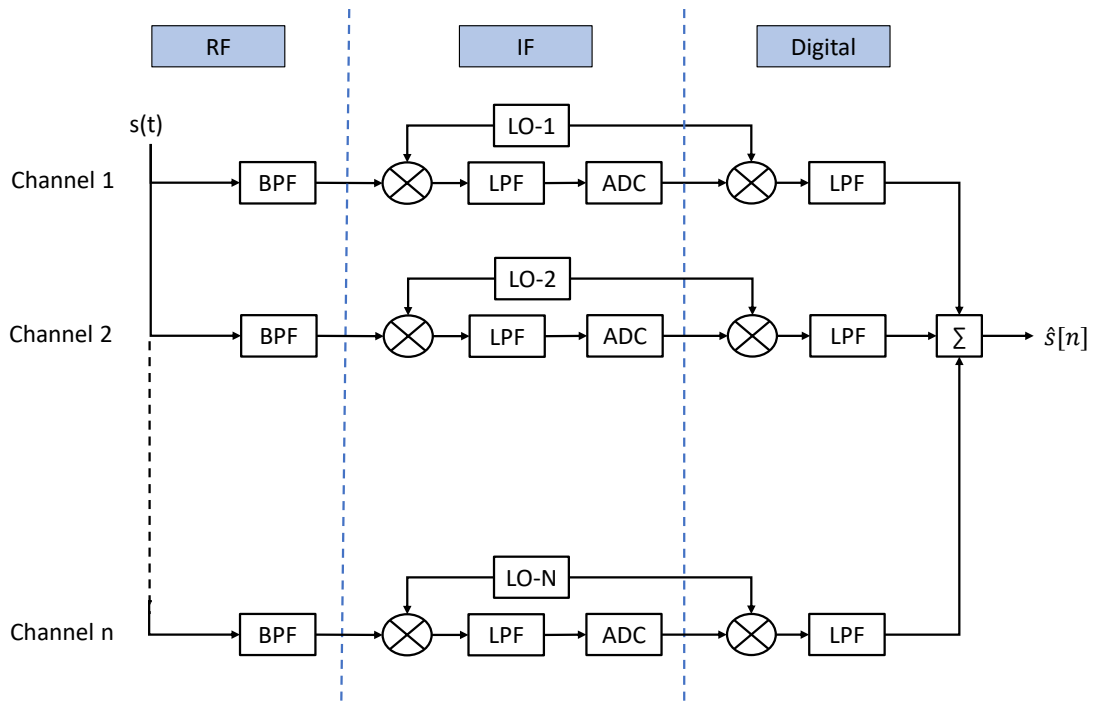 RF IF Digital
s(t)
LO-1
Channel 1 BPF LPF ADC LPF
LO-2
Channel 2 BPF LPF ADC LPF Σ ŝ[n]
LO-N
Channel n BPF LPF ADC LPF